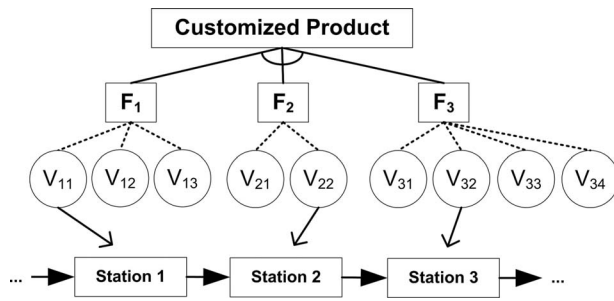 Customized Product
F₁ F₂ F₃
V₁₁ V₁₂ V₁₃ V₂₁ V₂₂ V₃₁ V₃₂ V₃₃ V₃₄
... Station 1 Station 2 Station 3 ...